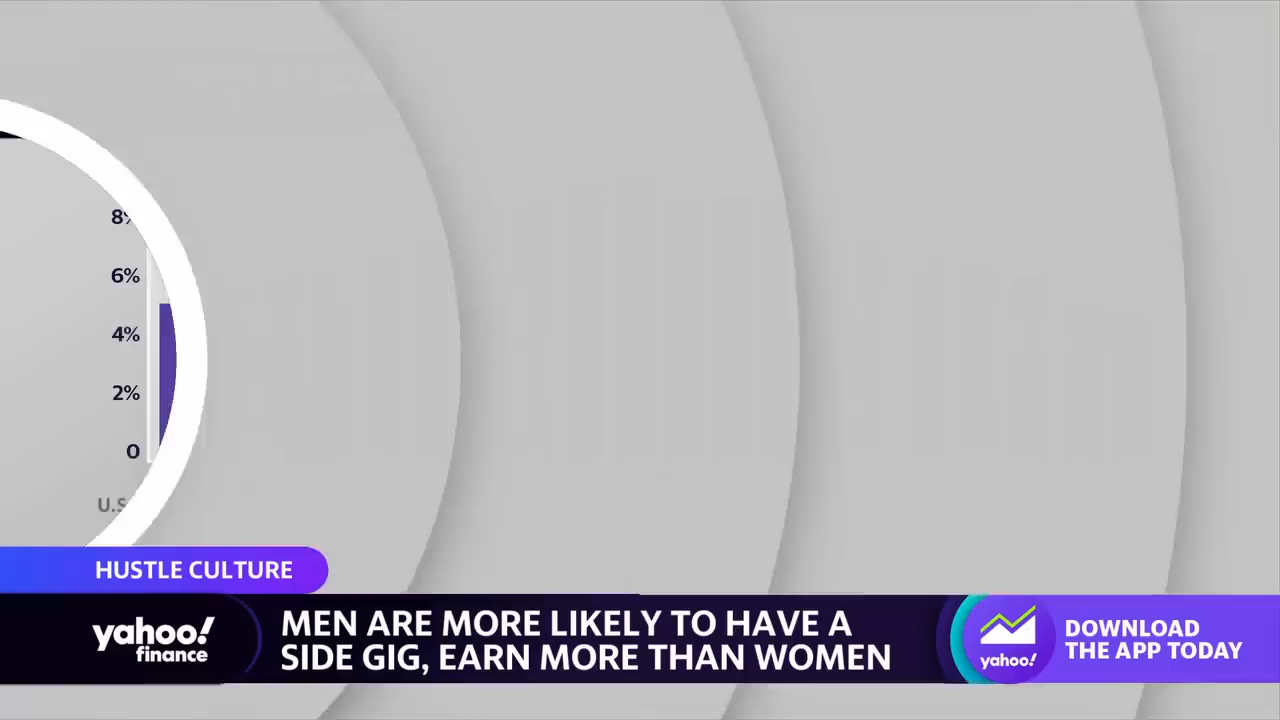 8%
6%
4%
2%
0
U.S
HUSTLE CULTURE
yahoo!
finance
MEN ARE MORE LIKELY TO HAVE A
SIDE GIG, EARN MORE THAN WOMEN
yahoo!
DOWNLOAD
THE APP TODAY